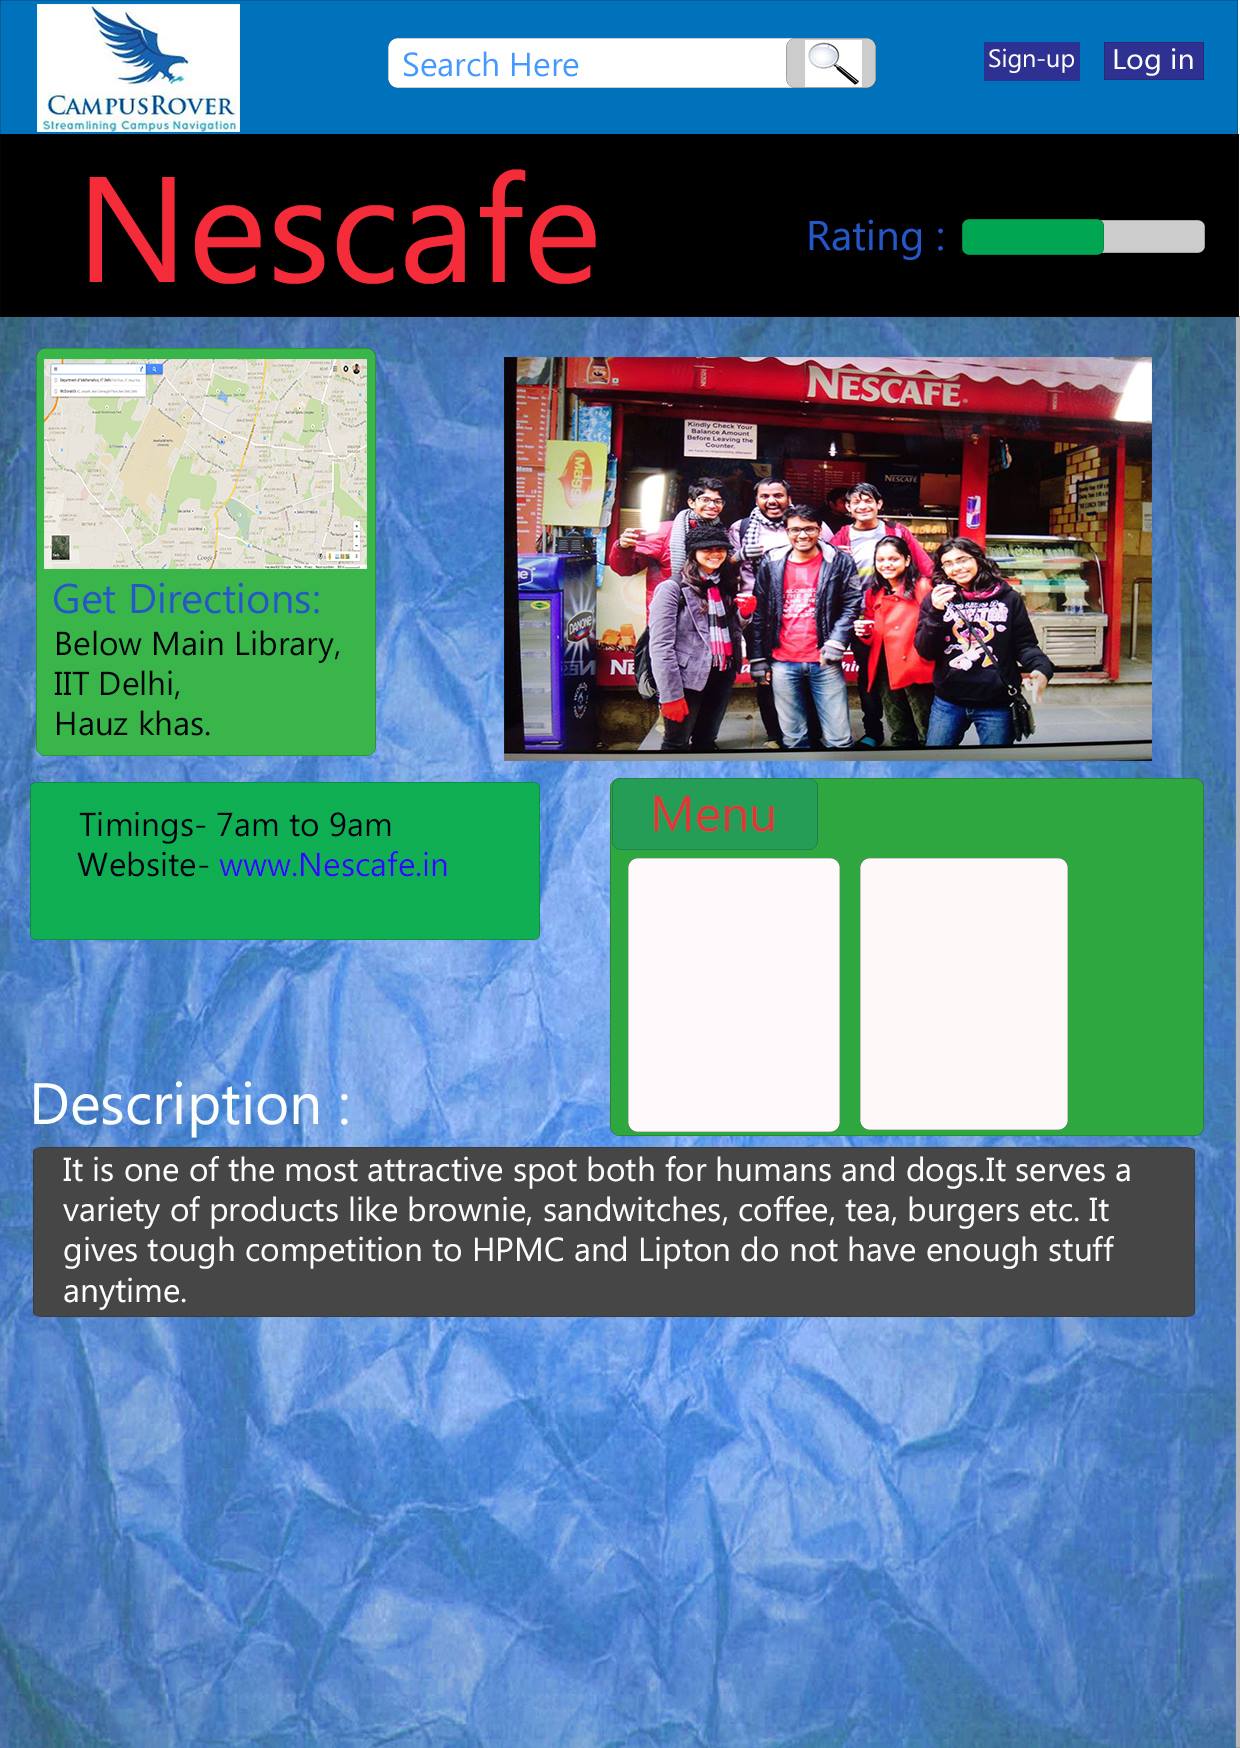 CAMPUSROVER
Streamlining Campus Navigation
Search Here
Sign-up
Log in
Nescafe
Rating :
NESCAFE
Kindly Check Your
Balance Amount
Before Leaving the
Counter.
NESCAFE
DANONE
Get Directions:
Below Main Library,
IIT Delhi,
Hauz khas.
Timings- 7am to 9am
Website- www.Nescafe.in
Menu
Description :
It is one of the most attractive spot both for humans and dogs.It serves a
variety of products like brownie, sandwitches, coffee, tea, burgers etc. It
gives tough competition to HPMC and Lipton do not have enough stuff
anytime.